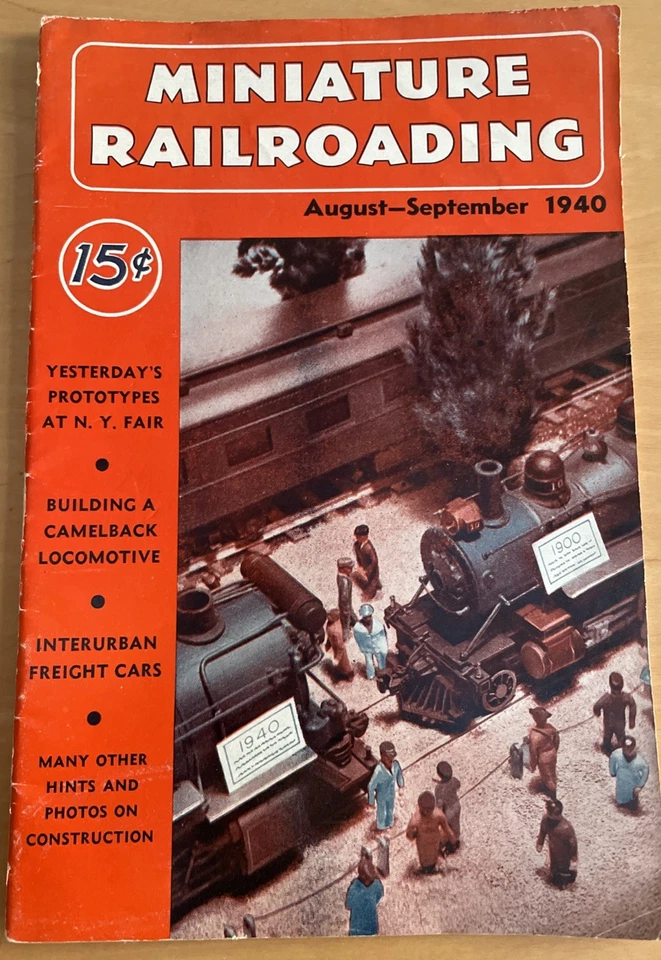 MINIATURE
RAILROADING
August—September 1940
15¢
YESTERDAY'S
PROTOTYPES
AT N. Y. FAIR
BUILDING A
CAMELBACK
LOCOMOTIVE
INTERURBAN
FREIGHT CARS
MANY OTHER
HINTS AND
PHOTOS ON
CONSTRUCTION
1900
1940